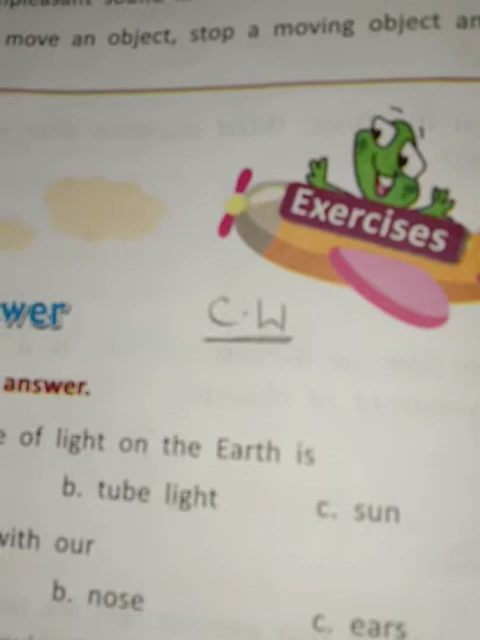 move an object, stop a moving object an
Exercises
wer
C.W
answer.
e of light on the Earth is
b. tube light c. sun
with our
b. nose c. ears